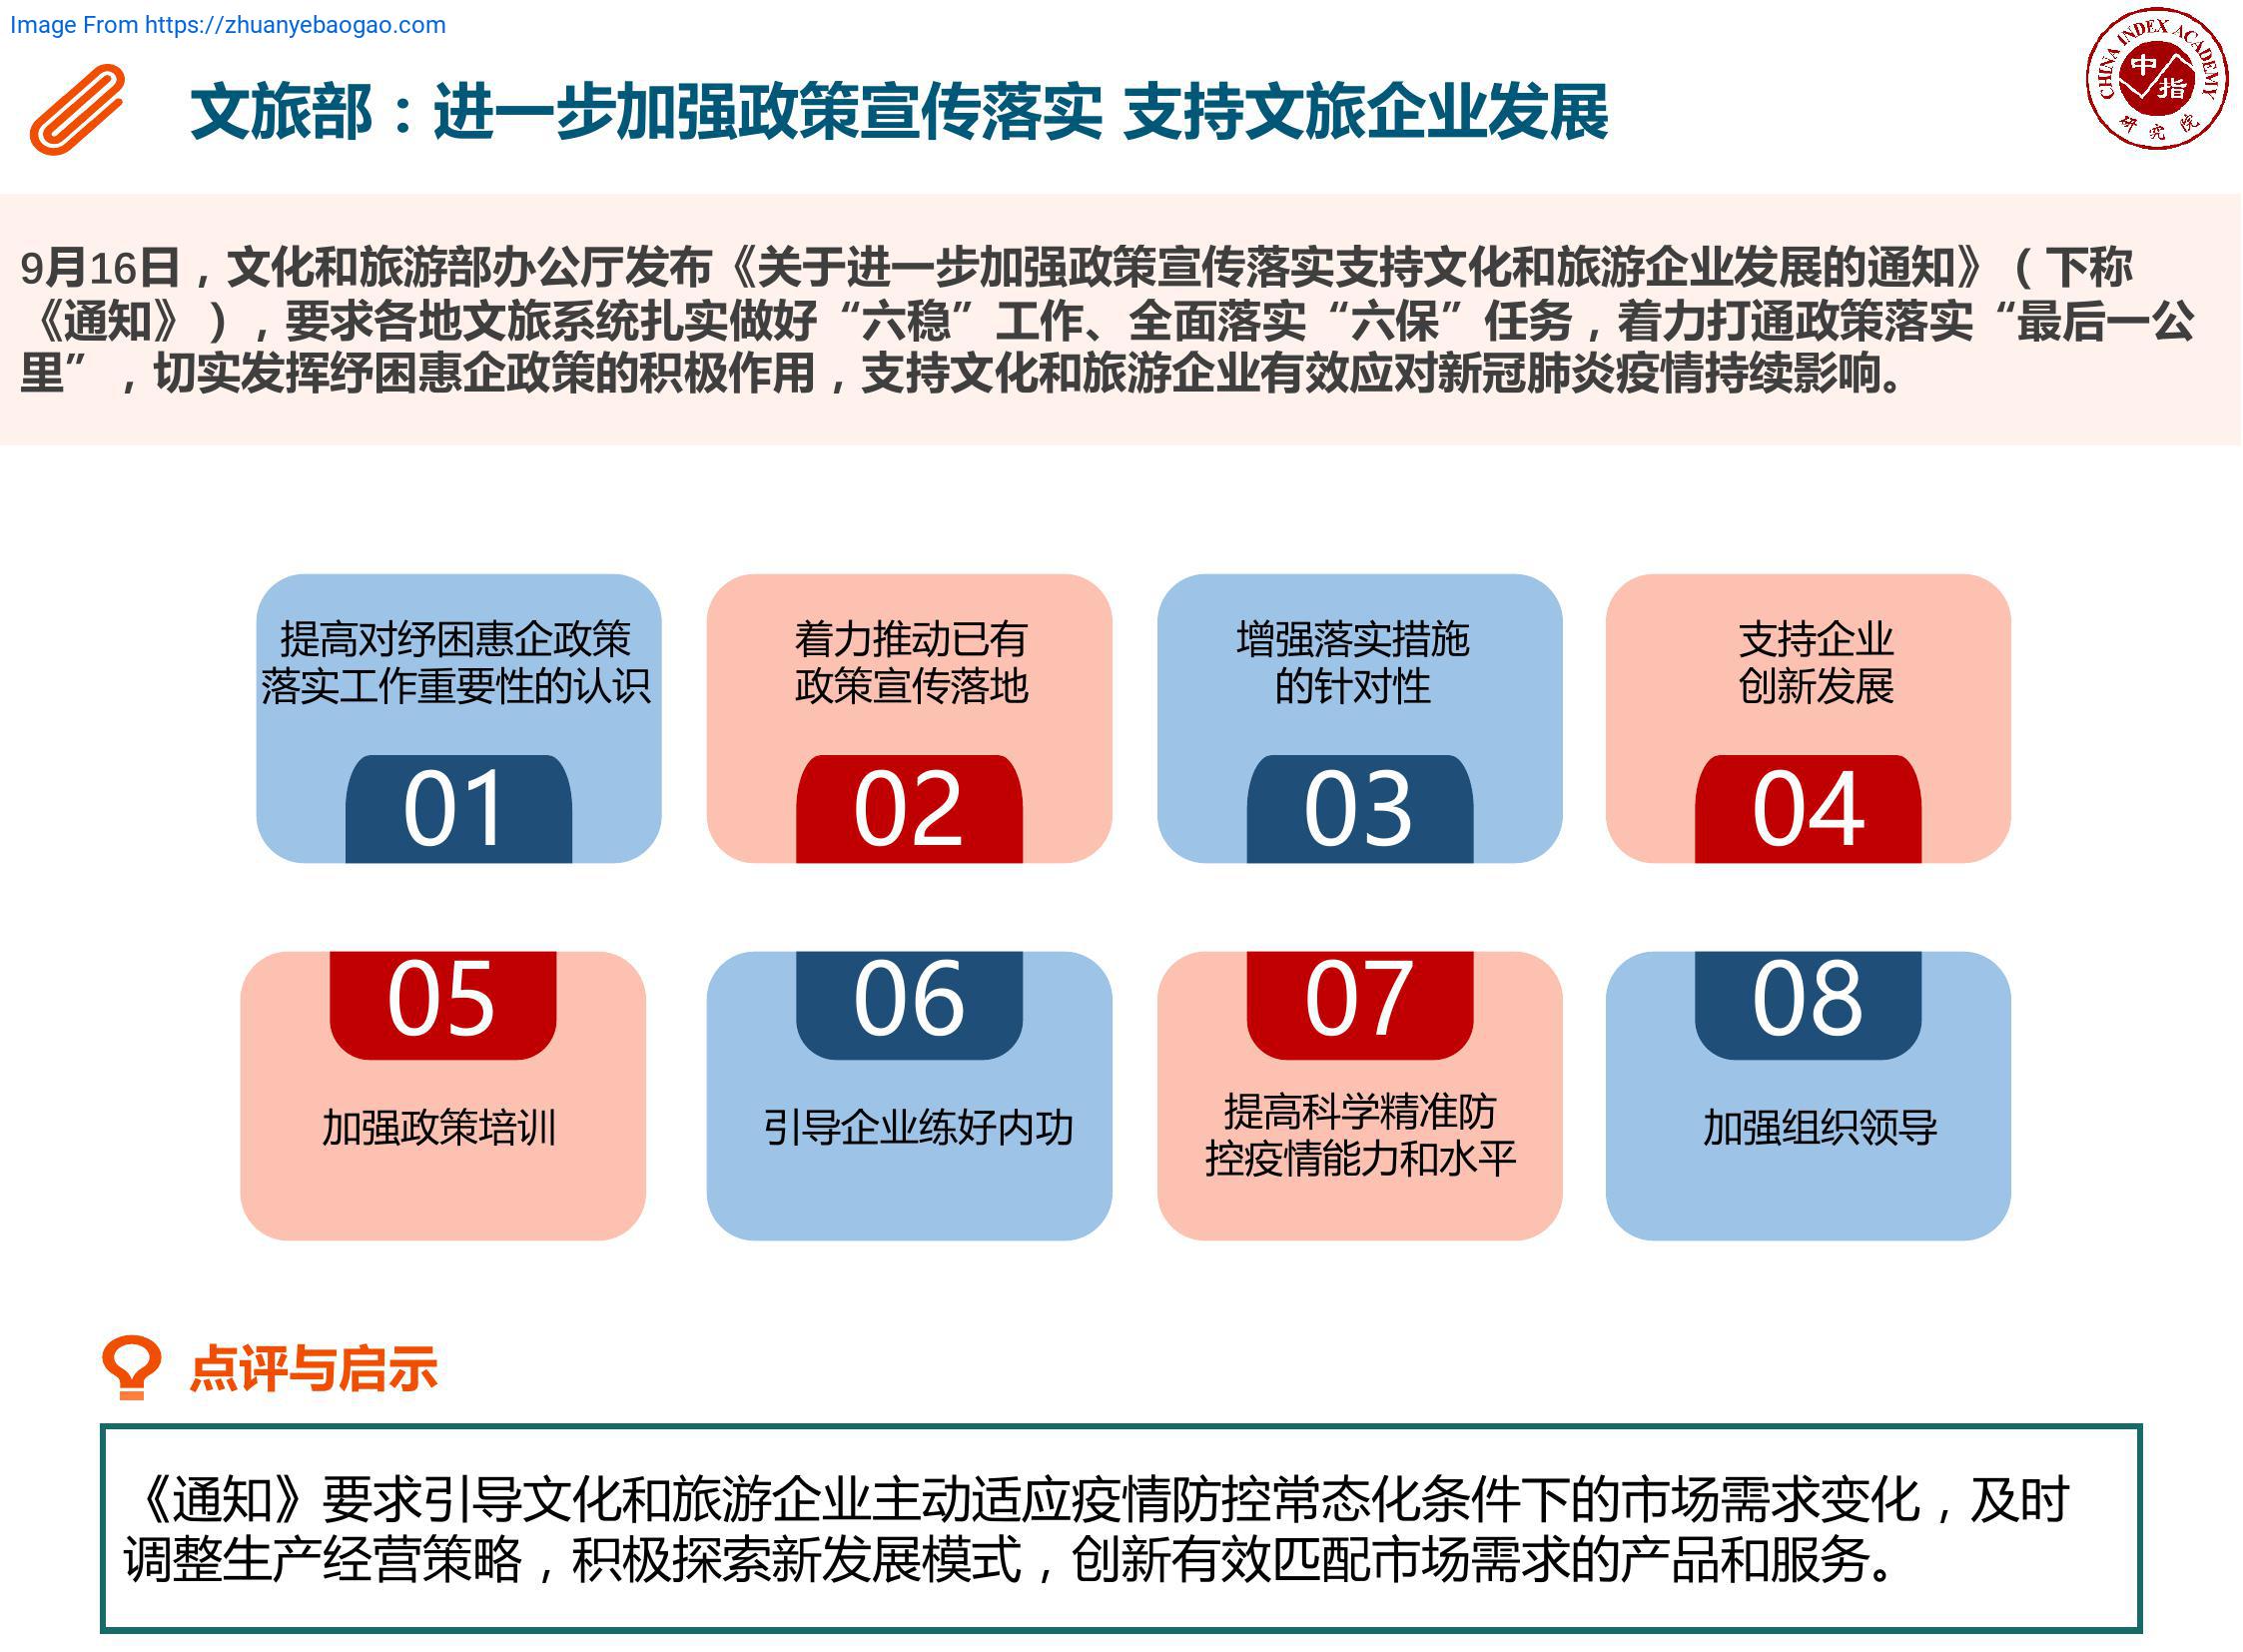 Image From https://zhuanyebaogao.com
CHINA INDEX ACADEMY
中
指
研究院
文旅部：进一步加强政策宣传落实 支持文旅企业发展
9月16日，文化和旅游部办公厅发布《关于进一步加强政策宣传落实支持文化和旅游企业发展的通知》（下称
《通知》），要求各地文旅系统扎实做好“六稳”工作、全面落实“六保”任务，着力打通政策落实“最后一公
里”，切实发挥纾困惠企政策的积极作用，支持文化和旅游企业有效应对新冠肺炎疫情持续影响。
提高对纾困惠企政策
落实工作重要性的认识
01
着力推动已有
政策宣传落地
02
增强落实措施
的针对性
03
支持企业
创新发展
04
05
加强政策培训
06
引导企业练好内功
07
提高科学精准防
控疫情能力和水平
08
加强组织领导
点评与启示
《通知》要求引导文化和旅游企业主动适应疫情防控常态化条件下的市场需求变化，及时
调整生产经营策略，积极探索新发展模式，创新有效匹配市场需求的产品和服务。